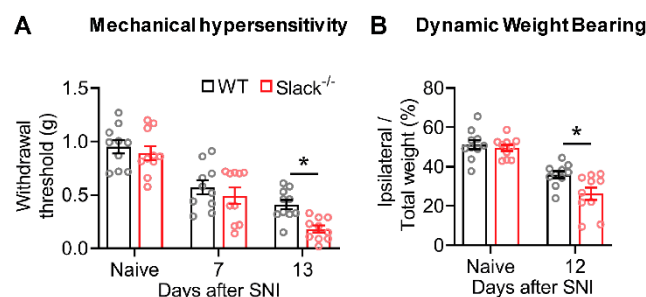 A Mechanical hypersensitivity
WT Slack-/-
Withdrawal
threshold (g)
1.5
1.0
0.5
0.0
*
Naive 7 13
Days after SNI
B Dynamic Weight Bearing
Ipsilateral /
Total weight (%)
80
60
40
20
0
*
Naive 12
Days after SNI